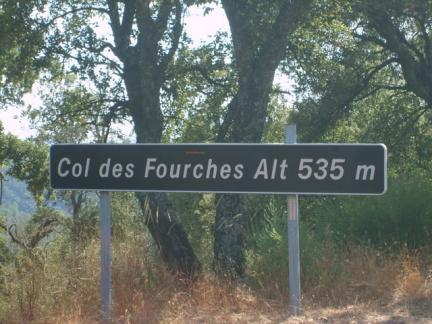 Col des Fourches Alt 535 m